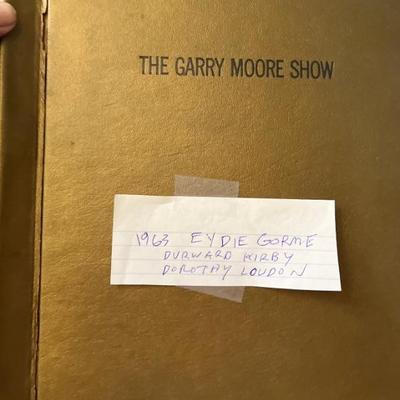 THE GARRY MOORE SHOW
1963 EYDIE GORME
DURWARD KIRBY
DOROTHY LOUDON